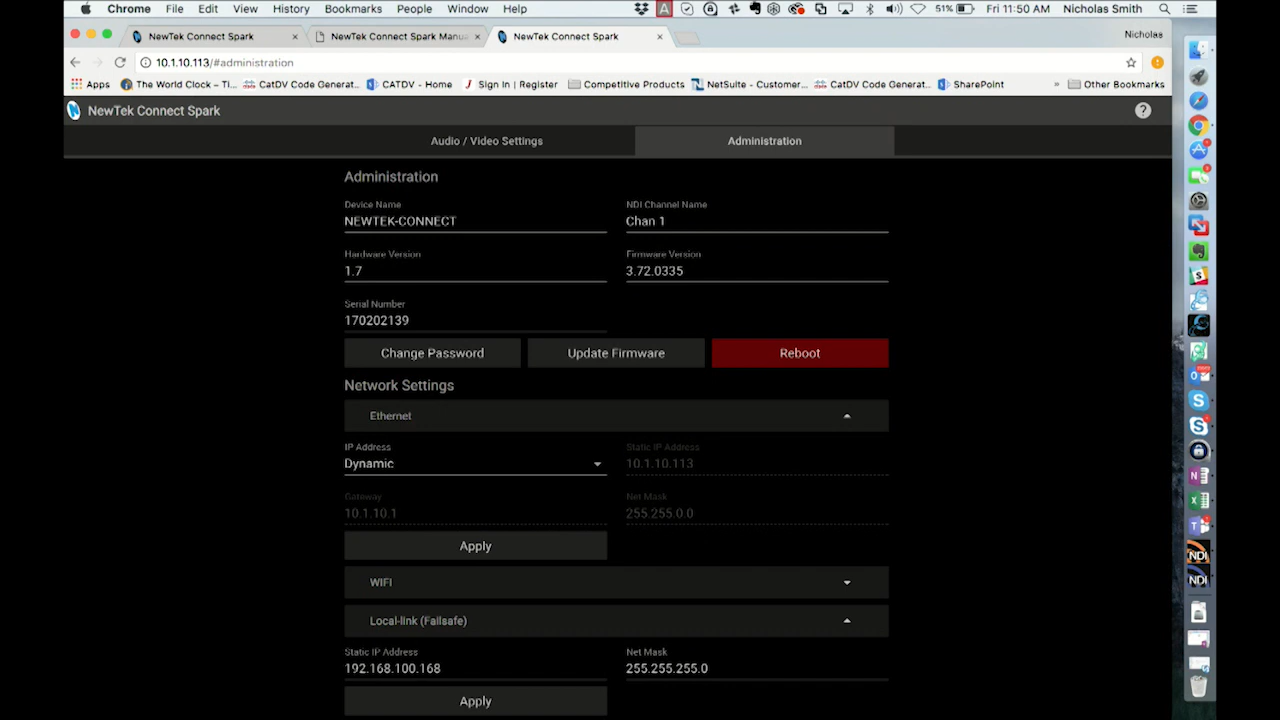 Chrome File Edit View History Bookmarks People Window Help 51% Fri 11:50 AM Nicholas Smith
NewTek Connect Spark NewTek Connect Spark Manua NewTek Connect Spark Nicholas
10.1.10.113/#administration
Apps The World Clock – Ti... CatDV Code Generat... CATDV - Home Sign In | Register Competitive Products NetSuite - Customer... CatDV Code Generat... SharePoint » Other Bookmarks
NewTek Connect Spark ?
Audio / Video Settings Administration
Administration
Device Name NDI Channel Name
NEWTEK-CONNECT Chan 1
Hardware Version Firmware Version
1.7 3.72.0335
Serial Number
170202139
Change Password Update Firmware Reboot
Network Settings
Ethernet
IP Address Static IP Address
Dynamic 10.1.10.113
Gateway Net Mask
10.1.10.1 255.255.0.0
Apply
WIFI
Local-link (Failsafe)
Static IP Address Net Mask
192.168.100.168 255.255.255.0
Apply
NDI
NDI